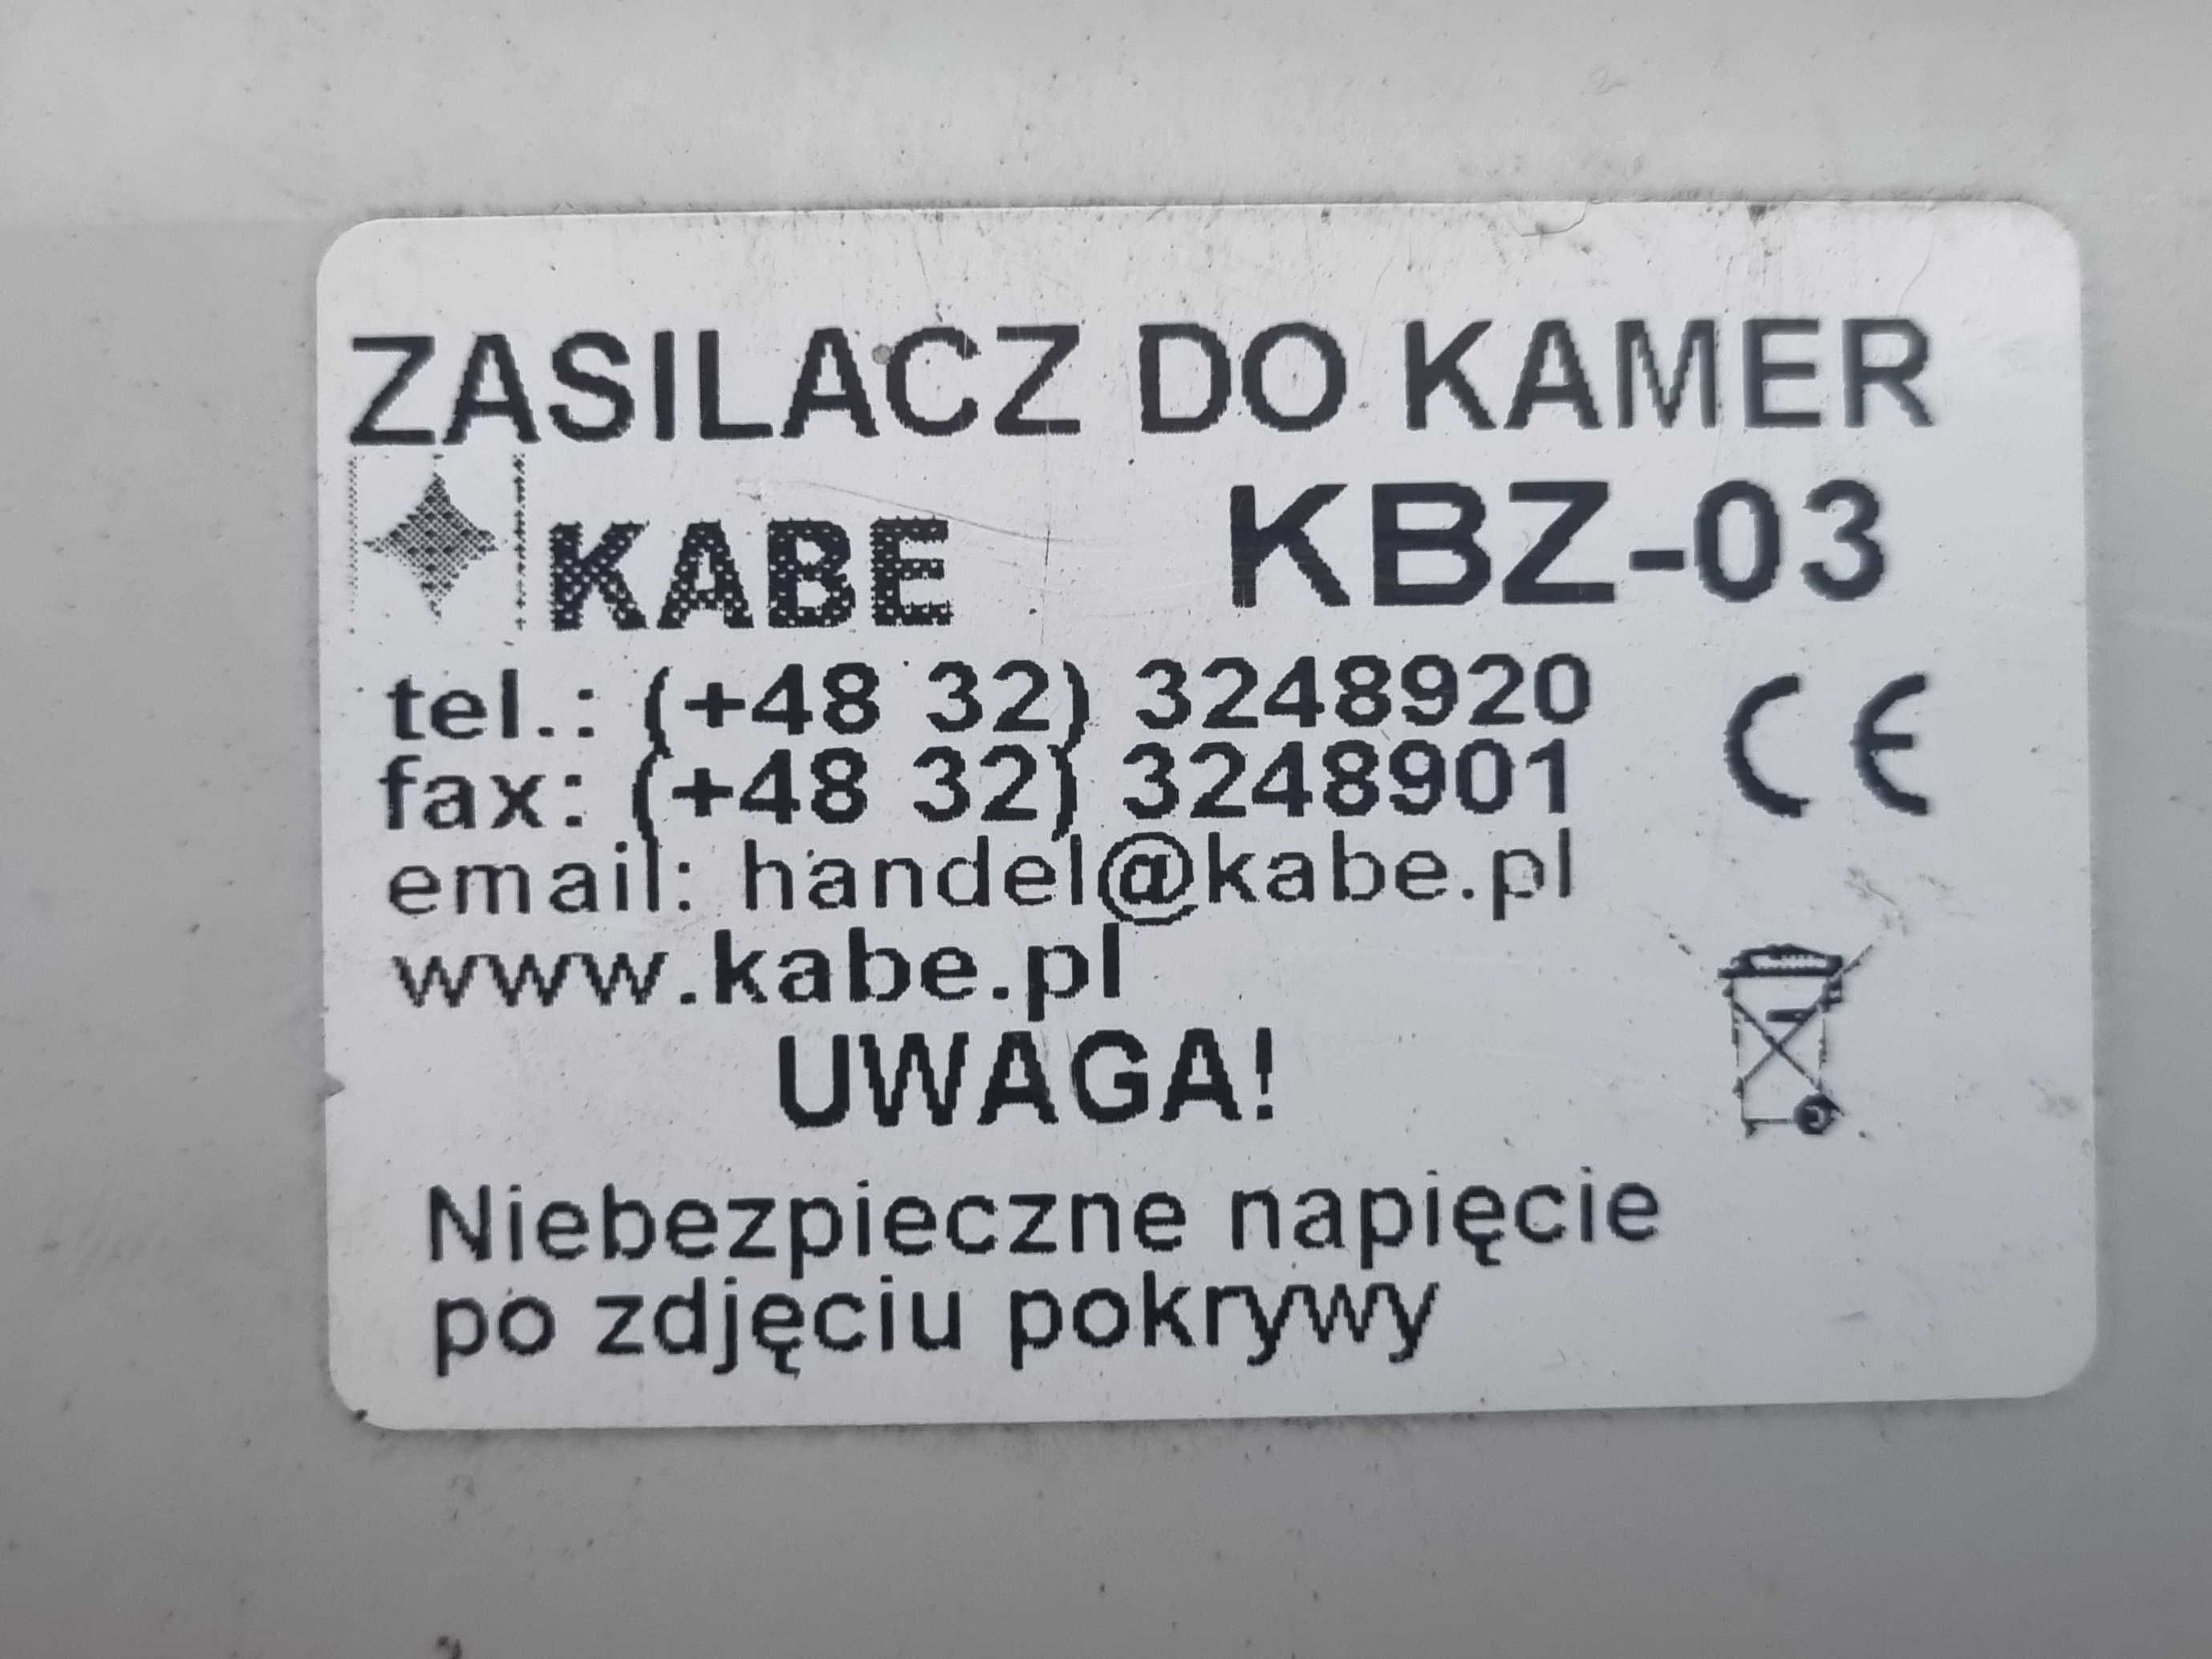 ZASILACZ DO KAMER
KABE KBZ-03
tel.: (+48 32) 3248920
fax: (+48 32) 3248901
email: handel@kabe.pl
www.kabe.pl
CE
UWAGA!
Niebezpieczne napięcie
po zdjęciu pokrywy